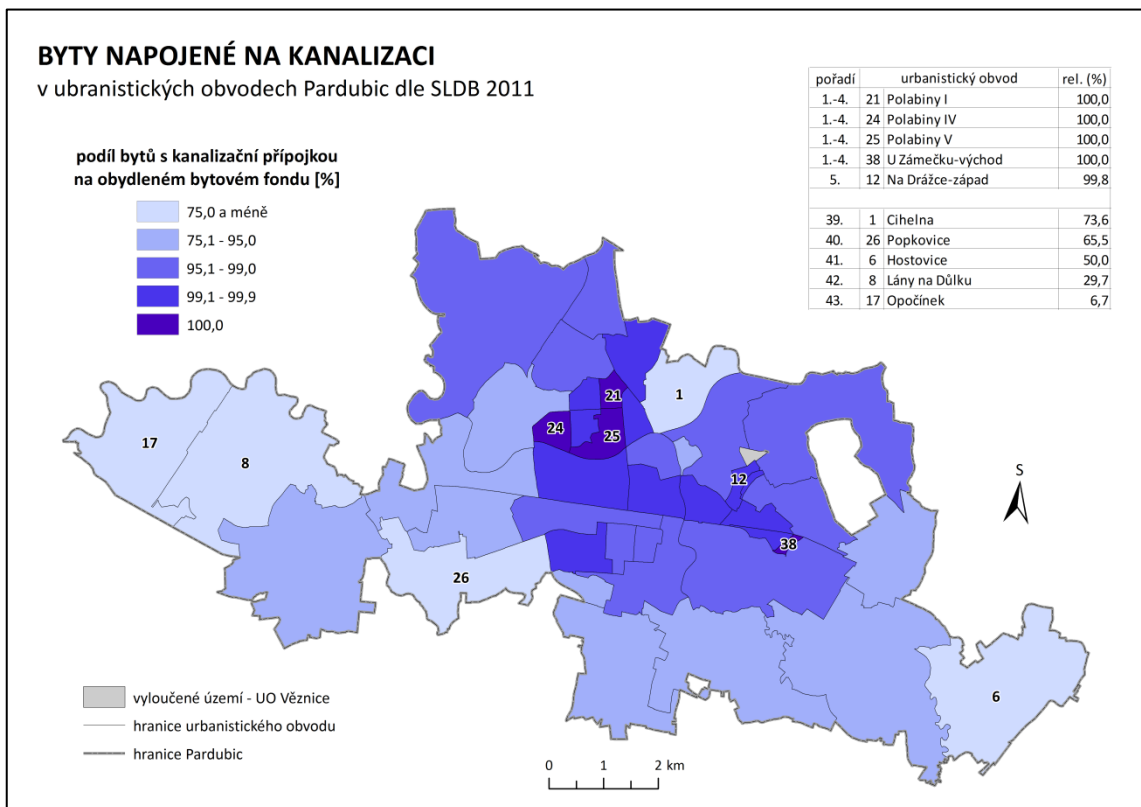 BYTY NAPOJENÉ NA KANALIZACI
v ubranistických obvodech Pardubic dle SLDB 2011
pořadí urbanistický obvod rel. (%)
1.-4. 21 Polabiny I 100,0
1.-4. 24 Polabiny IV 100,0
1.-4. 25 Polabiny V 100,0
1.-4. 38 U Zámečku-východ 100,0
5. 12 Na Drážce-západ 99,8
39. 1 Cihelna 73,6
40. 26 Popkovice 65,5
41. 6 Hostovice 50,0
42. 8 Lány na Důlku 29,7
43. 17 Opočínek 6,7
podíl bytů s kanalizační přípojkou
na obydleném bytovém fondu [%]
75,0 a méně
75,1 - 95,0
95,1 - 99,0
99,1 - 99,9
100,0
21
1
24
25
17
8
12
38
26
6
S
vyloučené území - UO Věznice
hranice urbanistického obvodu
hranice Pardubic
0 1 2 km